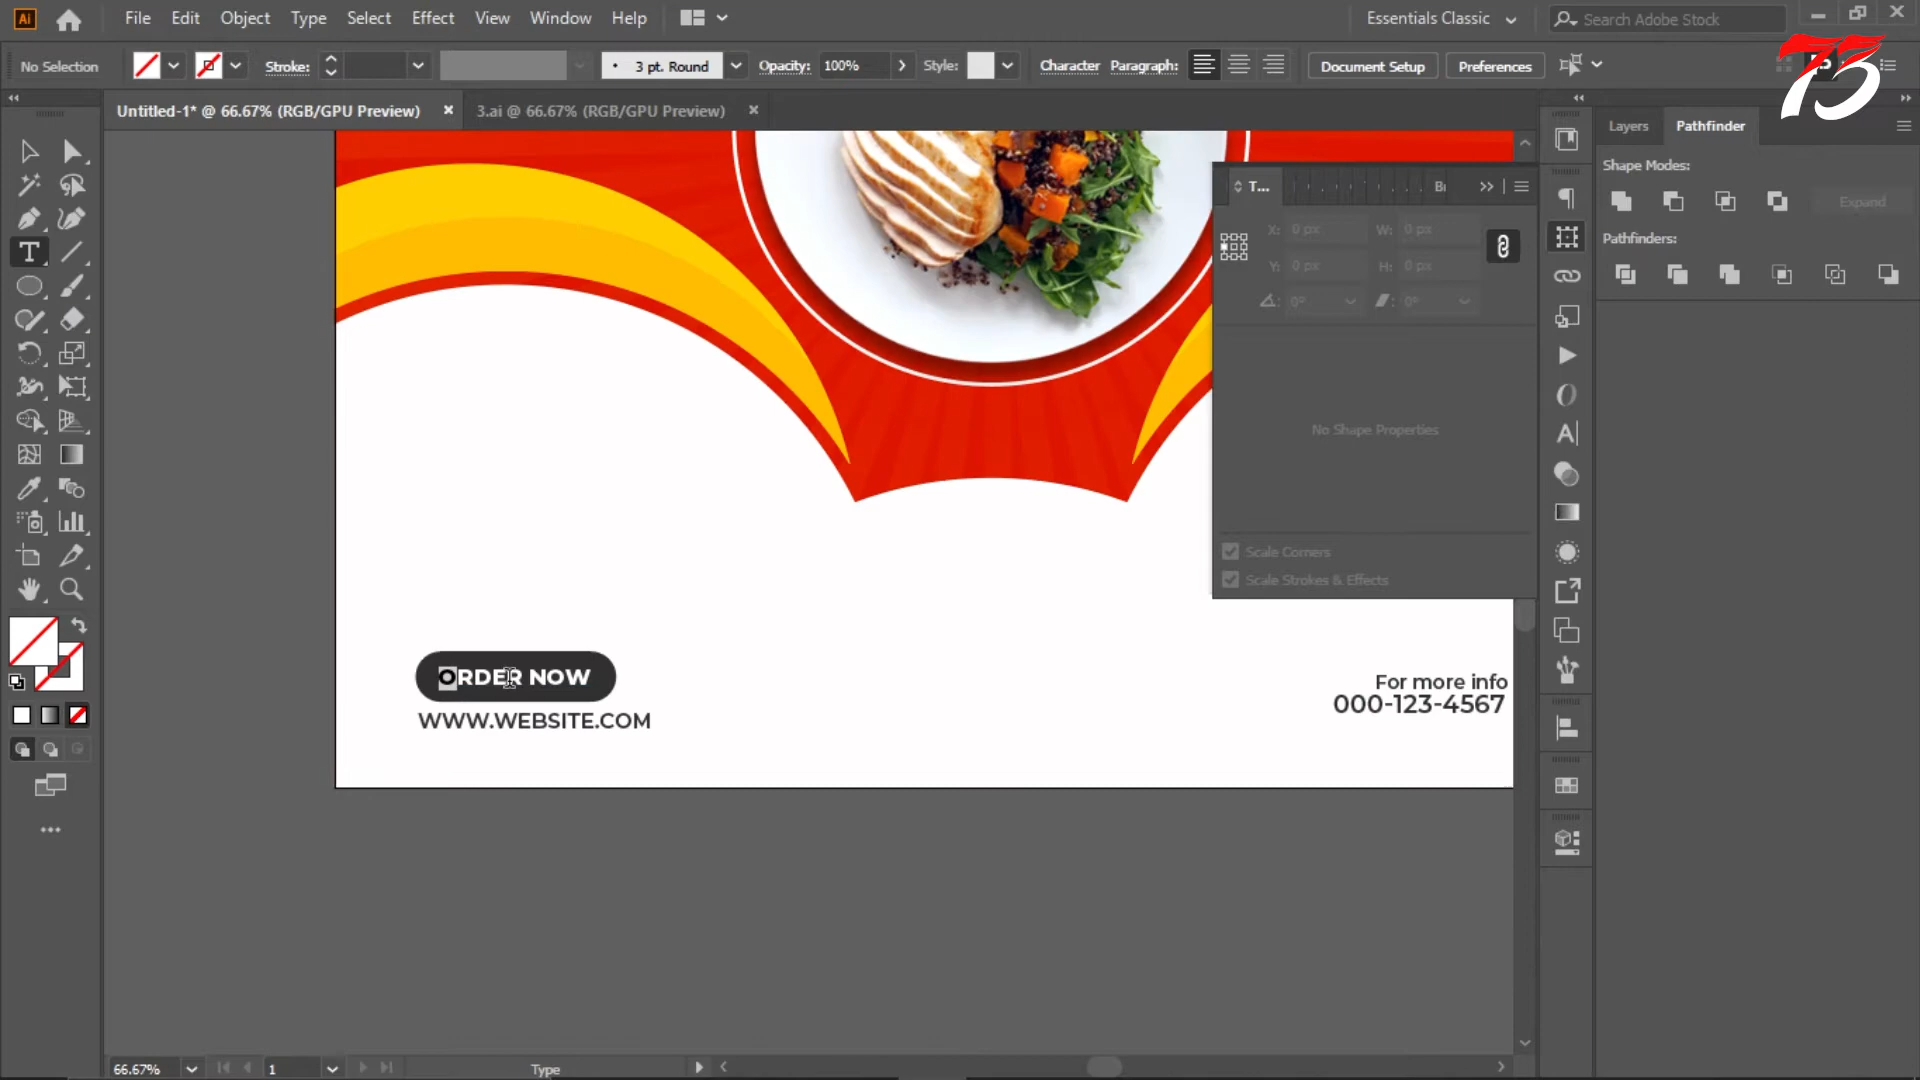 Ai File Edit Object Type Select Effect View Window Help Essentials Classic Search Adobe Stock
No Selection Stroke: 3 pt. Round Opacity: 100% Style: Character Paragraph: Document Setup Preferences
73
Untitled-1* @ 66.67% (RGB/GPU Preview) 3.ai @ 66.67% (RGB/GPU Preview)
Layers Pathfinder
Shape Modes:
Expand
Pathfinders:
T... Br
X: 0 px W: 0 px
Y: 0 px H: 0 px
0° 0°
No Shape Properties
Scale Corners
Scale Strokes & Effects
ORDER NOW
WWW.WEBSITE.COM
For more info
000-123-4567
66.67% 1 Type